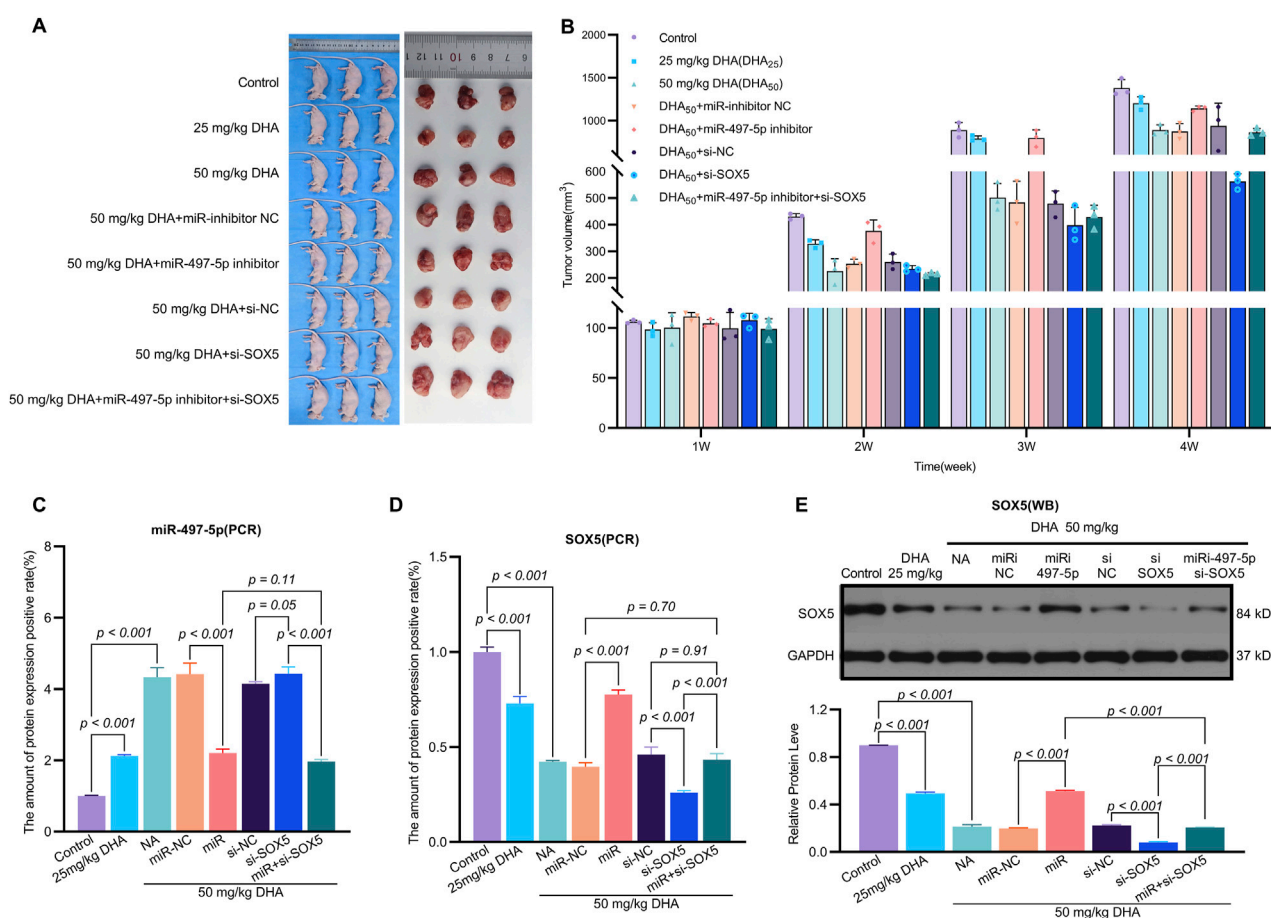 A
Control
25 mg/kg DHA
50 mg/kg DHA
50 mg/kg DHA+miR-inhibitor NC
50 mg/kg DHA+miR-497-5p inhibitor
50 mg/kg DHA+si-NC
50 mg/kg DHA+si-SOX5
50 mg/kg DHA+miR-497-5p inhibitor+si-SOX5
1 12 11 10 9 8 7 6
B
Control
25 mg/kg DHA(DHA25)
50 mg/kg DHA(DHA50)
DHA50+miR-inhibitor NC
DHA50+miR-497-5p inhibitor
DHA50+si-NC
DHA50+si-SOX5
DHA50+miR-497-5p inhibitor+si-SOX5
Tumor volume(mm3)
2000
1500
1000
600
500
400
300
200
100
50
0
1W 2W 3W 4W
Time(week)
C
miR-497-5p(PCR)
The amount of protein expression positive rate(%)
8
6
4
2
0
p = 0.11
p = 0.05
p < 0.001 p < 0.001 p < 0.001
p < 0.001
Control 25mg/kg DHA NA miR-NC miR si-NC si-SOX5 miR+si-SOX5
50 mg/kg DHA
D
SOX5(PCR)
The amount of protein expression positive rate(%)
1.5
1.0
0.5
0.0
p < 0.001
p = 0.70
p < 0.001 p < 0.001 p = 0.91
p < 0.001
p < 0.001
Control 25mg/kg DHA NA miR-NC miR si-NC si-SOX5 miR+si-SOX5
50 mg/kg DHA
E
SOX5(WB)
DHA 50 mg/kg
Control DHA 25 mg/kg NA miRi NC miRi 497-5p si NC si SOX5 miRi-497-5p si-SOX5
SOX5 84 kD
GAPDH 37 kD
Relative Protein Leve
1.2
0.8
0.4
0.0
p < 0.001
p < 0.001
p < 0.001
p < 0.001
p < 0.001
p < 0.001
Control 25mg/kg DHA NA miR-NC miR si-NC si-SOX5 miR+si-SOX5
50 mg/kg DHA